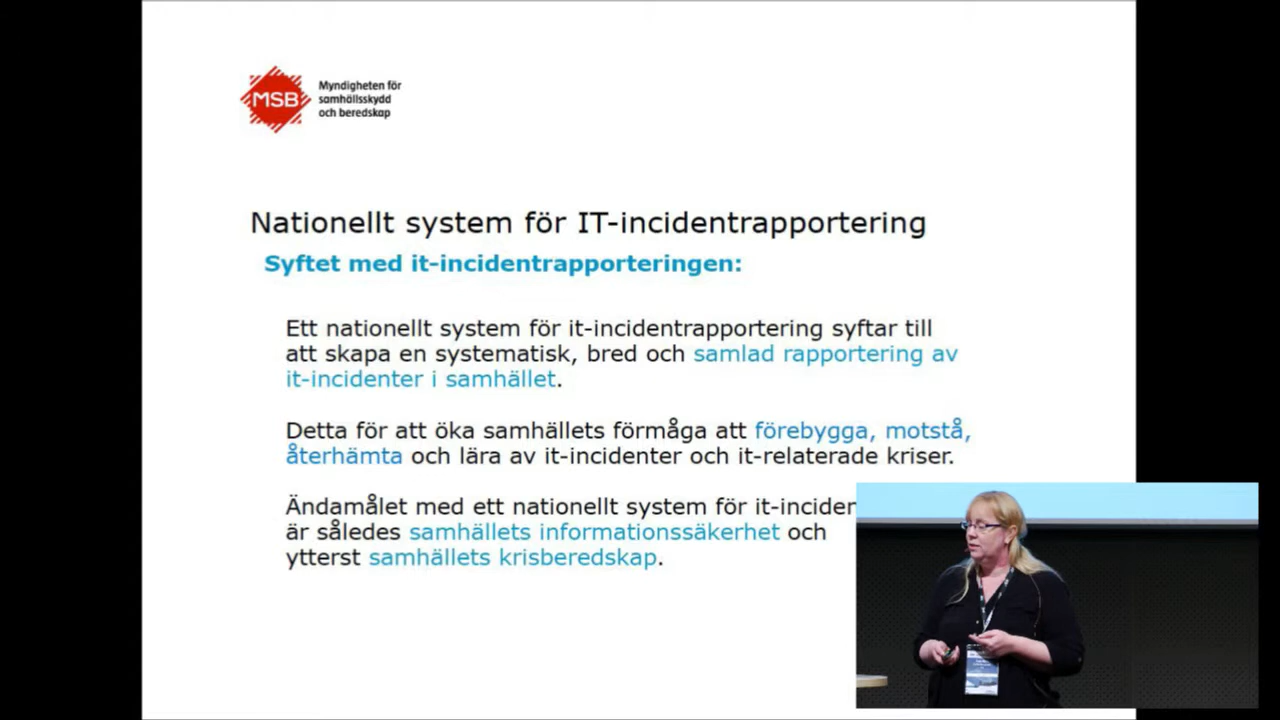 MSB
Myndigheten för
samhällsskydd
och beredskap
Nationellt system för IT-incidentrapportering
Syftet med it-incidentrapporteringen:
Ett nationellt system för it-incidentrapportering syftar till
att skapa en systematisk, bred och samlad rapportering av
it-incidenter i samhället.
Detta för att öka samhällets förmåga att förebygga, motstå,
återhämta och lära av it-incidenter och it-relaterade kriser.
Ändamålet med ett nationellt system för it-inciden
är således samhällets informationssäkerhet och
ytterst samhällets krisberedskap.